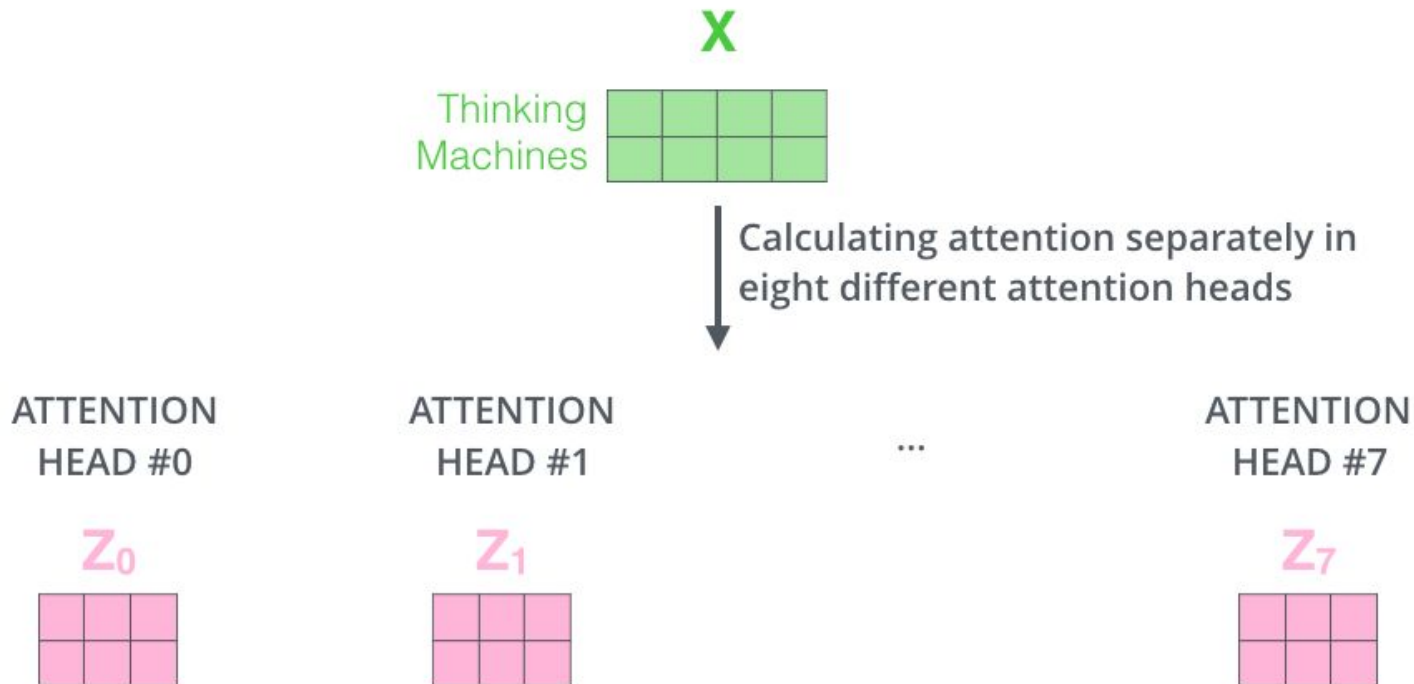 X
Thinking
Machines
Calculating attention separately in
eight different attention heads
ATTENTION
HEAD #0
ATTENTION
HEAD #1
...
ATTENTION
HEAD #7
Z₀
Z₁
Z₇